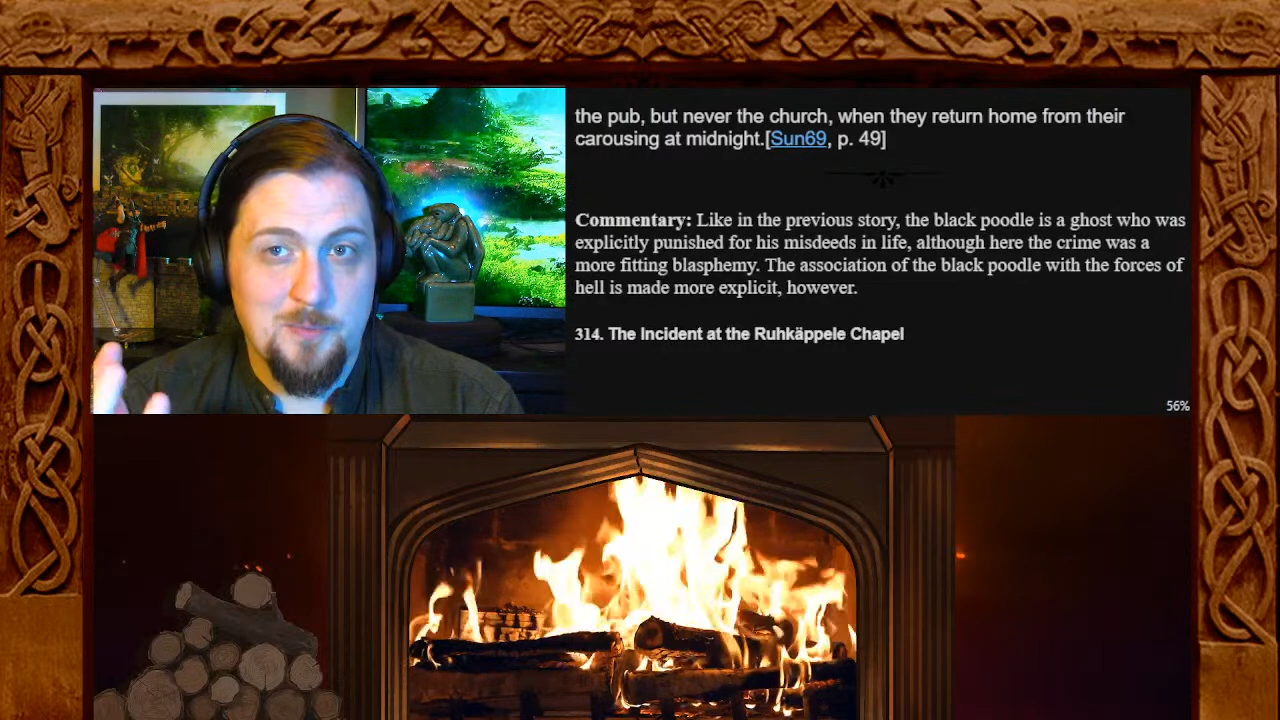 the pub, but never the church, when they return home from their
carousing at midnight.[Sun69, p. 49]
Commentary: Like in the previous story, the black poodle is a ghost who was
explicitly punished for his misdeeds in life, although here the crime was a
more fitting blasphemy. The association of the black poodle with the forces of
hell is made more explicit, however.
314. The Incident at the Ruhkäppele Chapel
56%